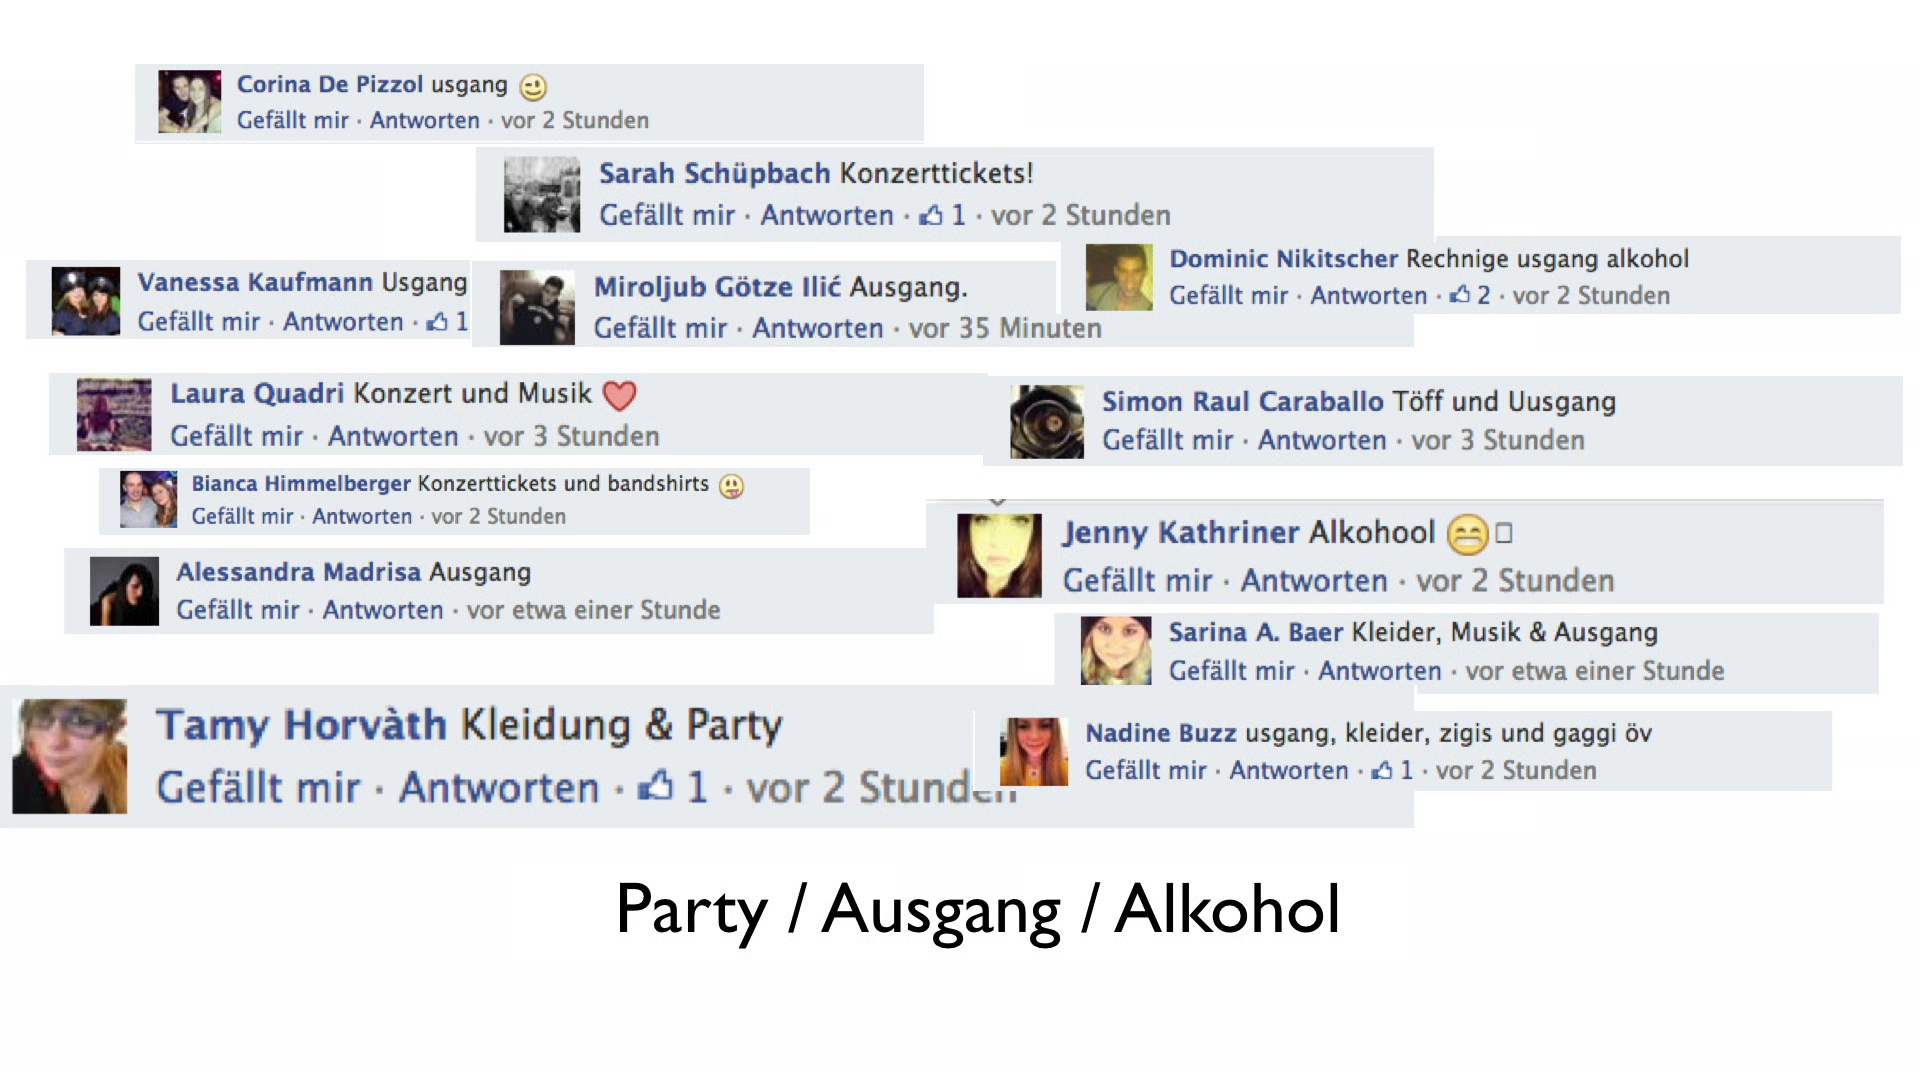 Corina De Pizzol usgang
Gefällt mir · Antworten · vor 2 Stunden
Sarah Schüpbach Konzerttickets!
Gefällt mir · Antworten · 1 · vor 2 Stunden
Vanessa Kaufmann Usgang
Gefällt mir · Antworten · 1
Miroljub Götze Ilić Ausgang.
Gefällt mir · Antworten · vor 35 Minuten
Dominic Nikitscher Rechnige usgang alkohol
Gefällt mir · Antworten · 2 · vor 2 Stunden
Laura Quadri Konzert und Musik
Gefällt mir · Antworten · vor 3 Stunden
Simon Raul Caraballo Töff und Uusgang
Gefällt mir · Antworten · vor 3 Stunden
Bianca Himmelberger Konzerttickets und bandshirts
Gefällt mir · Antworten · vor 2 Stunden
Jenny Kathriner Alkohool
Gefällt mir · Antworten · vor 2 Stunden
Alessandra Madrisa Ausgang
Gefällt mir · Antworten · vor etwa einer Stunde
Sarina A. Baer Kleider, Musik & Ausgang
Gefällt mir · Antworten · vor etwa einer Stunde
Tamy Horvàth Kleidung & Party
Gefällt mir · Antworten · 1 · vor 2 Stunden
Nadine Buzz usgang, kleider, zigis und gaggi öv
Gefällt mir · Antworten · 1 · vor 2 Stunden
Party / Ausgang / Alkohol